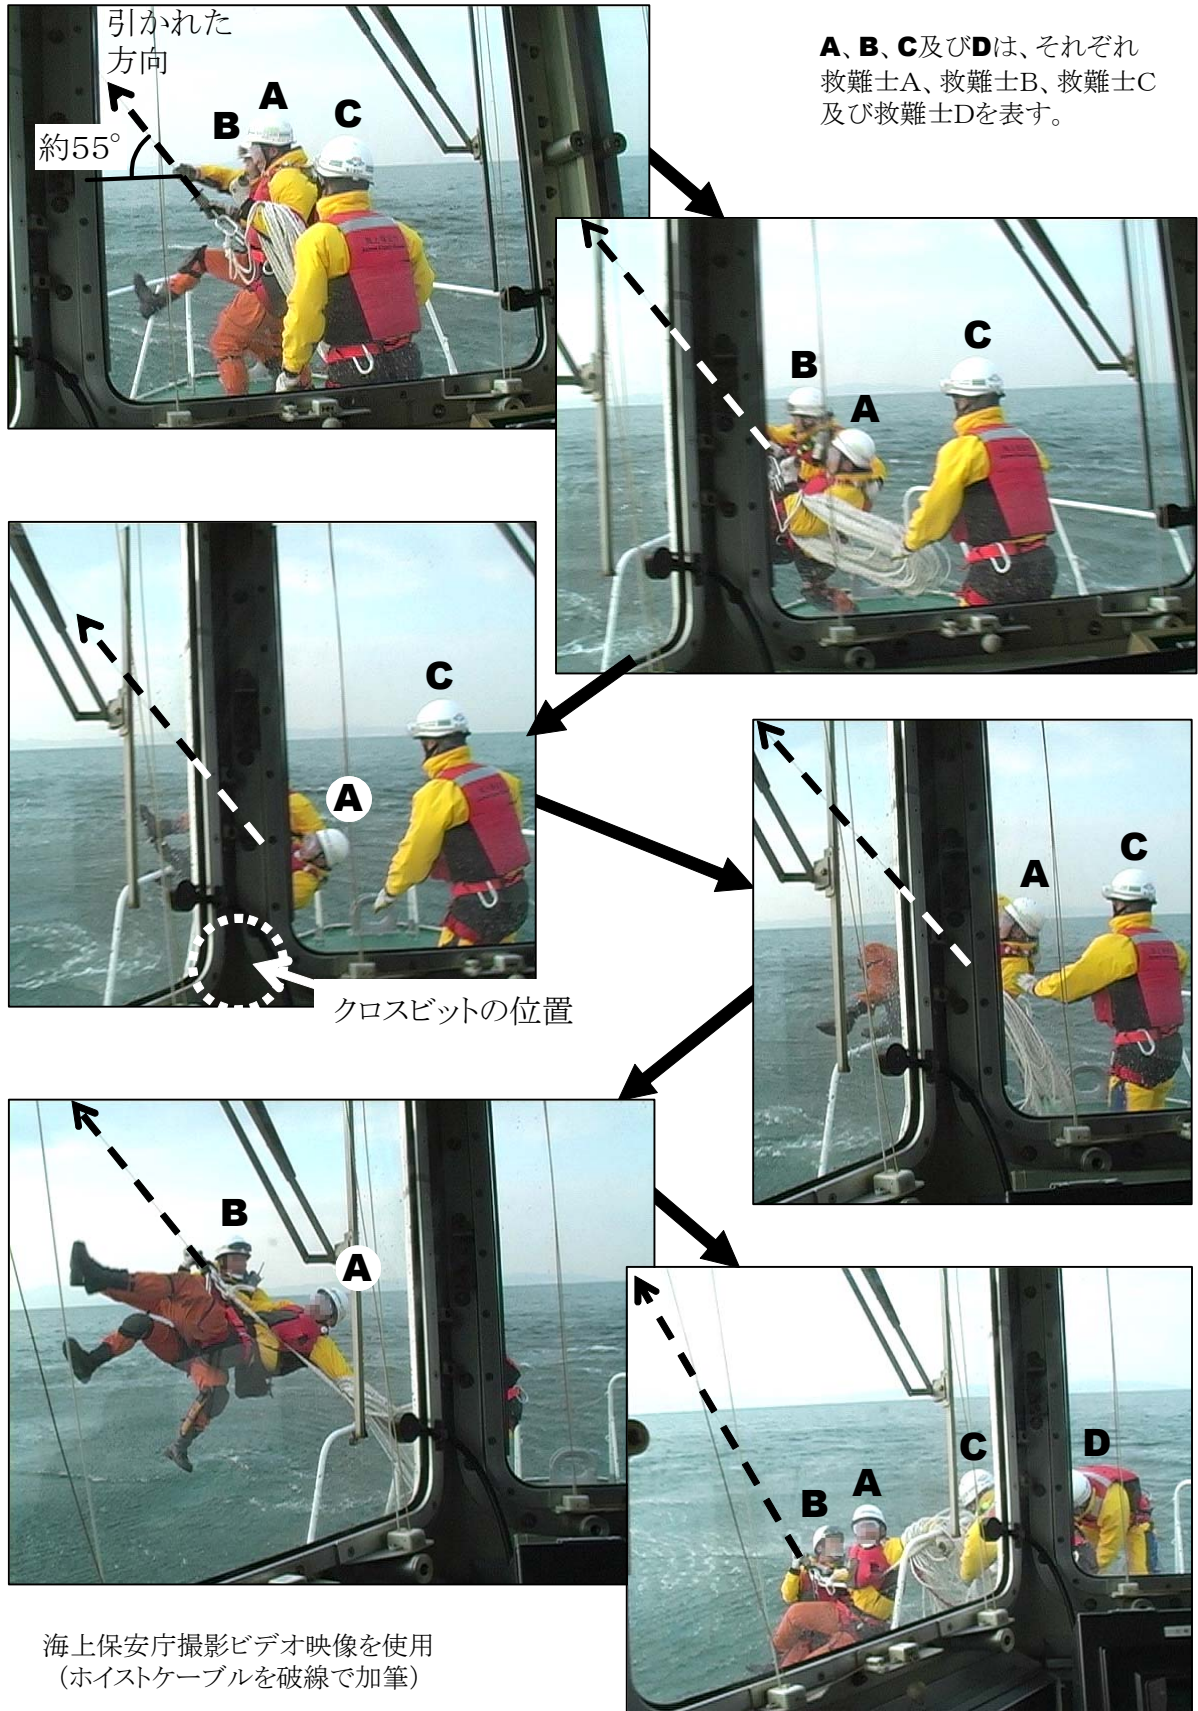 引かれた
方向
約55°
A
B
C
A、B、C及びDは、それぞれ
救難士A、救難士B、救難士C
及び救難士Dを表す。
B
A
C
A
C
クロスビットの位置
A
C
B
A
B
A
C
D
海上保安庁撮影ビデオ映像を使用
(ホイストケーブルを破線で加筆)